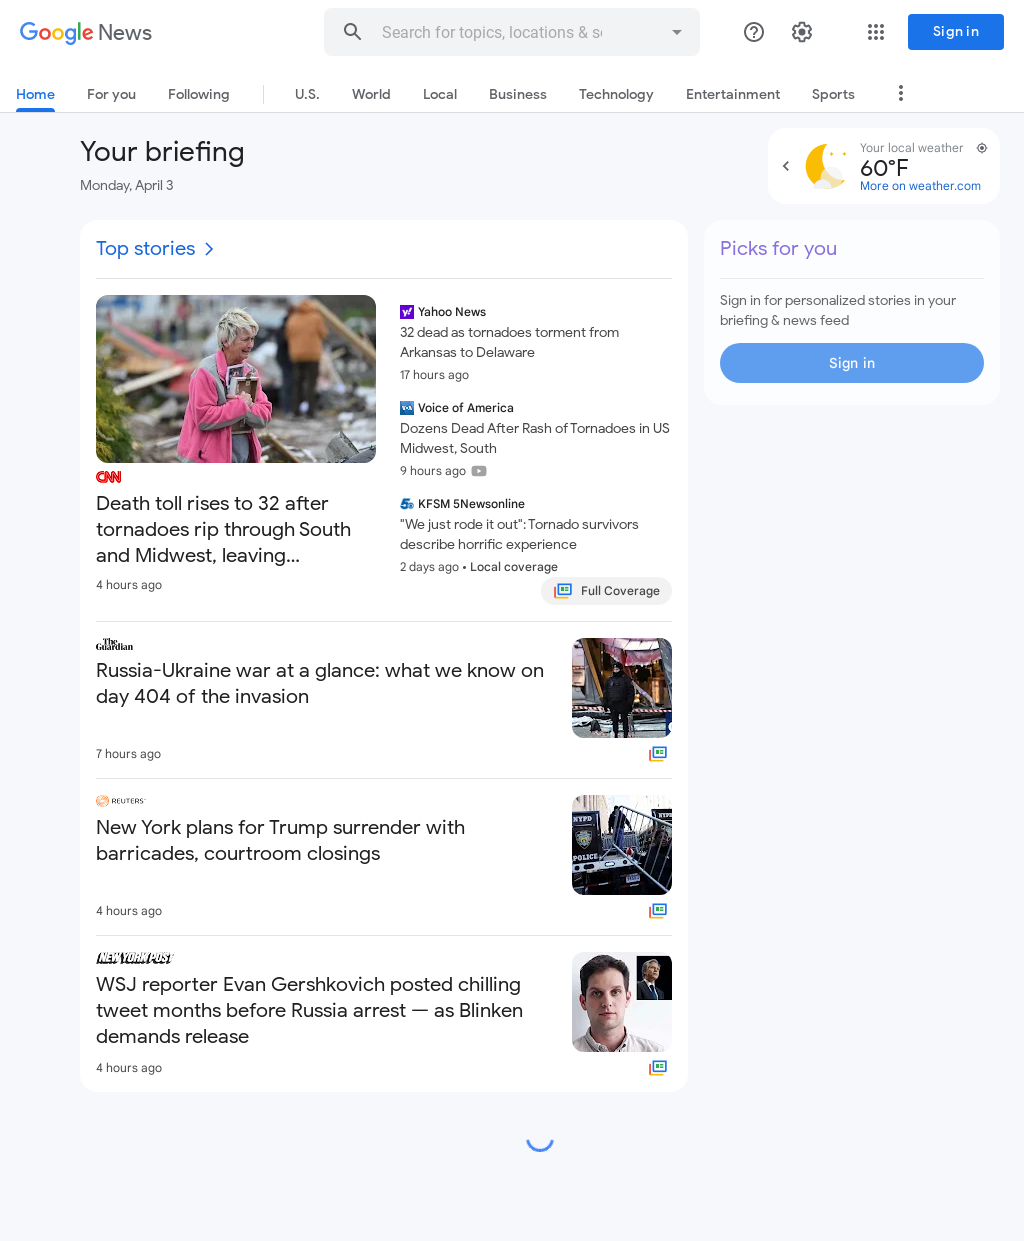 Google News
Search for topics, locations & so
Sign in
Home
For you
Following
U.S.
World
Local
Business
Technology
Entertainment
Sports
Your briefing
Monday, April 3
Your local weather
60°F
More on weather.com
Top stories
Picks for you
Sign in for personalized stories in your
briefing & news feed
Sign in
CNN
Death toll rises to 32 after
tornadoes rip through South
and Midwest, leaving...
4 hours ago
Yahoo News
32 dead as tornadoes torment from
Arkansas to Delaware
17 hours ago
VOA
Voice of America
Dozens Dead After Rash of Tornadoes in US
Midwest, South
9 hours ago
KFSM 5Newsonline
"We just rode it out": Tornado survivors
describe horrific experience
2 days ago • Local coverage
Full Coverage
The
Guardian
Russia-Ukraine war at a glance: what we know on
day 404 of the invasion
7 hours ago
REUTERS
New York plans for Trump surrender with
barricades, courtroom closings
4 hours ago
NYPD
POLICE
NEW YORK POST
WSJ reporter Evan Gershkovich posted chilling
tweet months before Russia arrest — as Blinken
demands release
4 hours ago